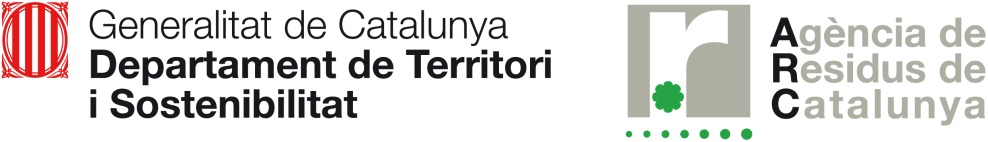 Generalitat de Catalunya
Departament de Territori
i Sostenibilitat
r
Agència de
Residus de
Catalunya